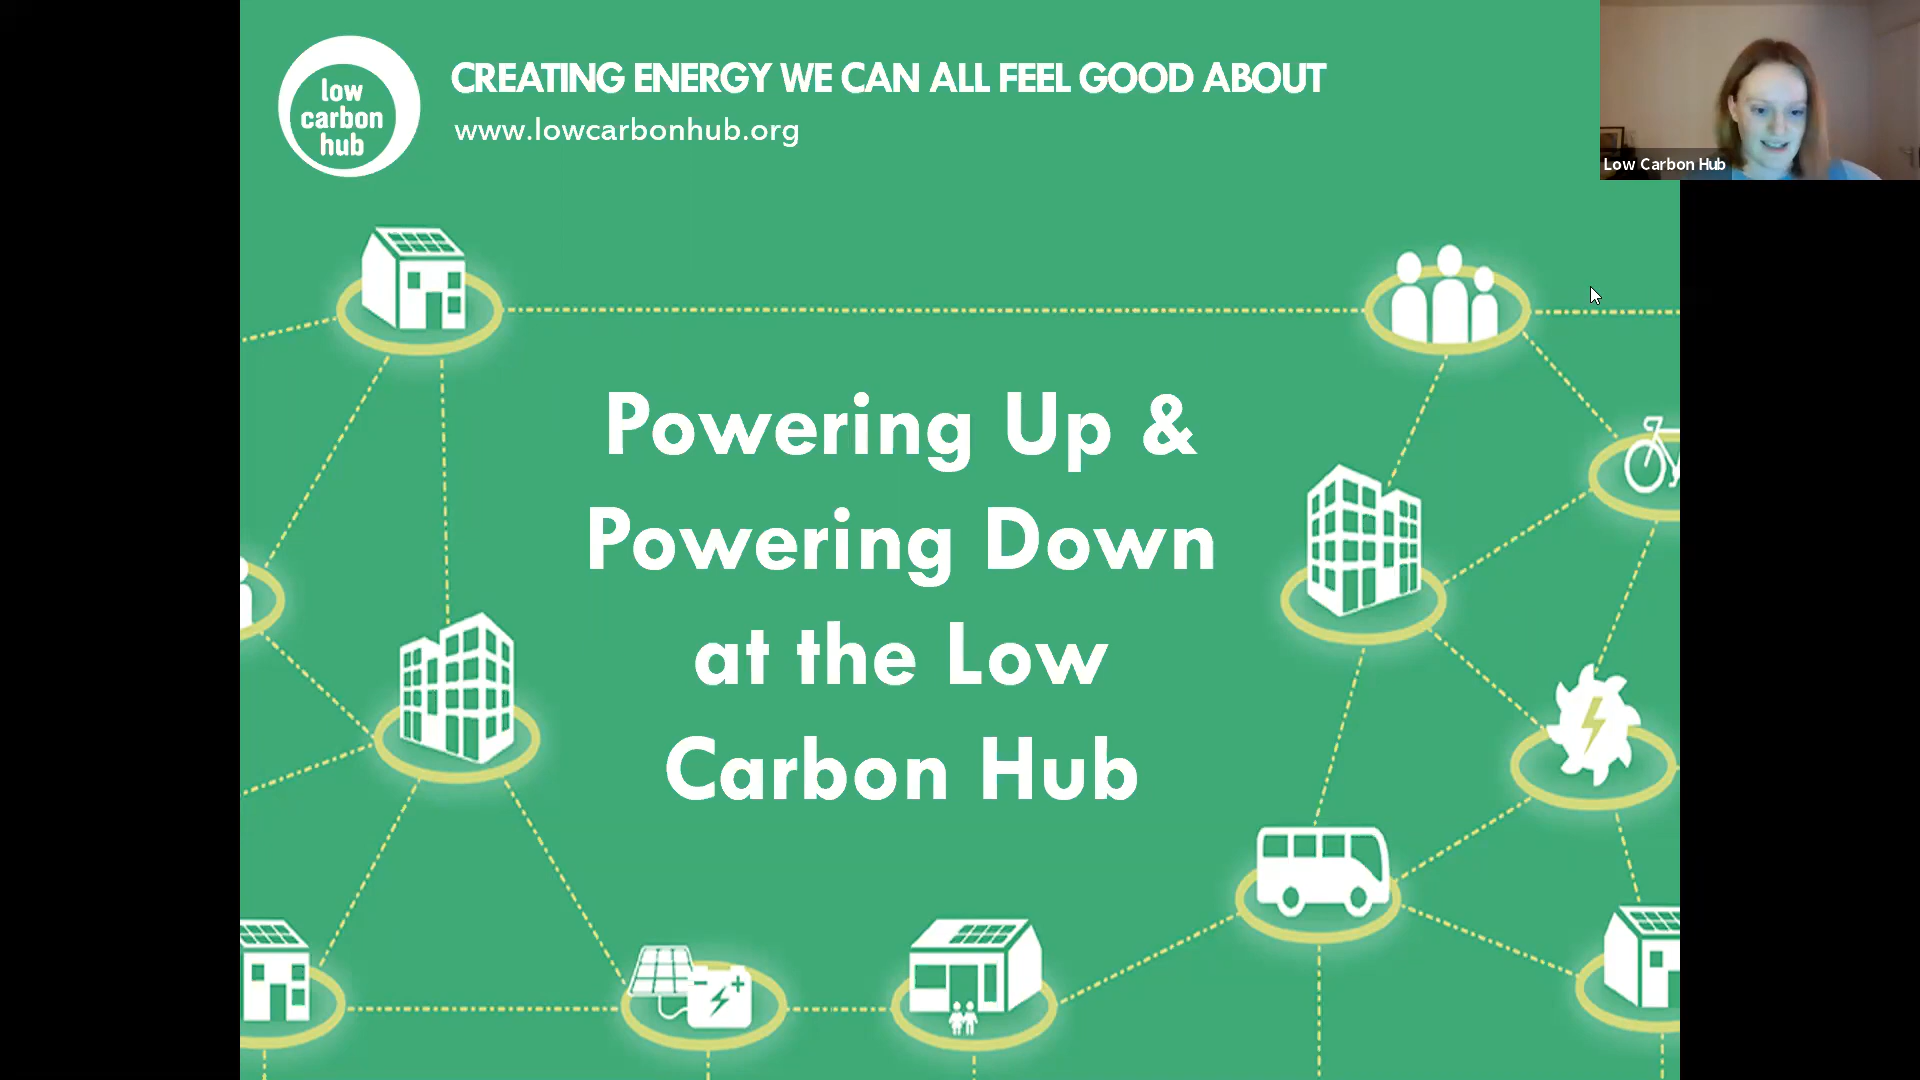 low
carbon
hub
CREATING ENERGY WE CAN ALL FEEL GOOD ABOUT
www.lowcarbonhub.org
Low Carbon Hub
Powering Up &
Powering Down
at the Low
Carbon Hub